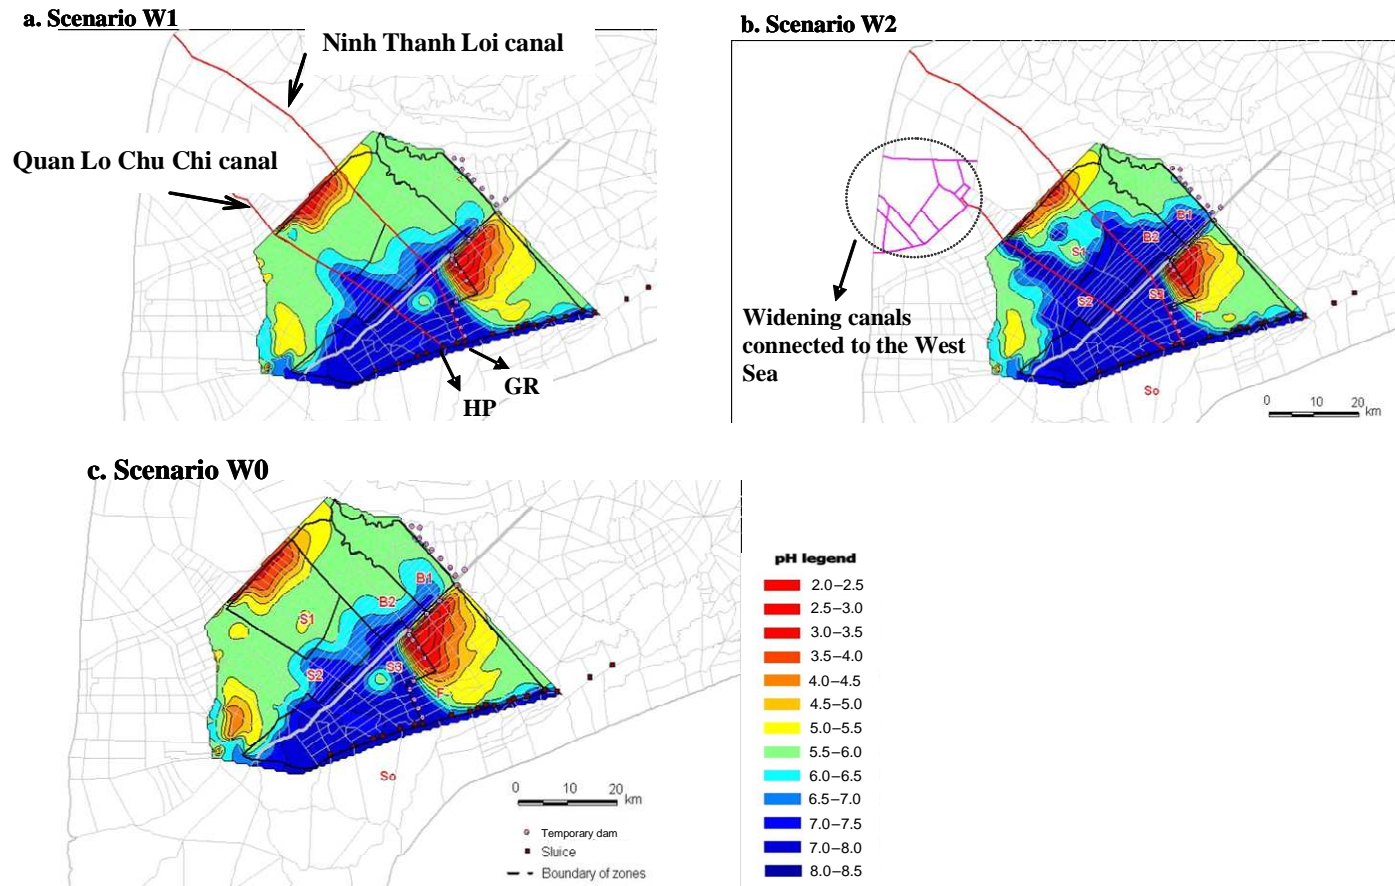 a. Scenario W1
Ninh Thanh Loi canal
Quan Lo Chu Chi canal
GR
HP
b. Scenario W2
B1
B2
S1
S2
S3
F
So
Widening canals
connected to the West
Sea
0 10 20
km
c. Scenario W0
B1
B2
S1
S2
S3
F
So
0 10 20
km
Temporary dam
Sluice
Boundary of zones
pH legend
2.0–2.5
2.5–3.0
3.0–3.5
3.5–4.0
4.0–4.5
4.5–5.0
5.0–5.5
5.5–6.0
6.0–6.5
6.5–7.0
7.0–7.5
7.0–8.0
8.0–8.5